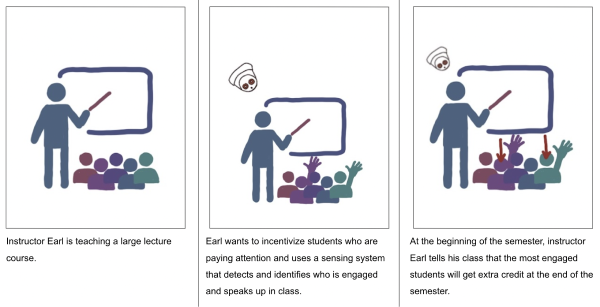 Instructor Earl is teaching a large lecture
course.
Earl wants to incentivize students who are
paying attention and uses a sensing system
that detects and identifies who is engaged
and speaks up in class.
At the beginning of the semester, instructor
Earl tells his class that the most engaged
students will get extra credit at the end of the
semester.